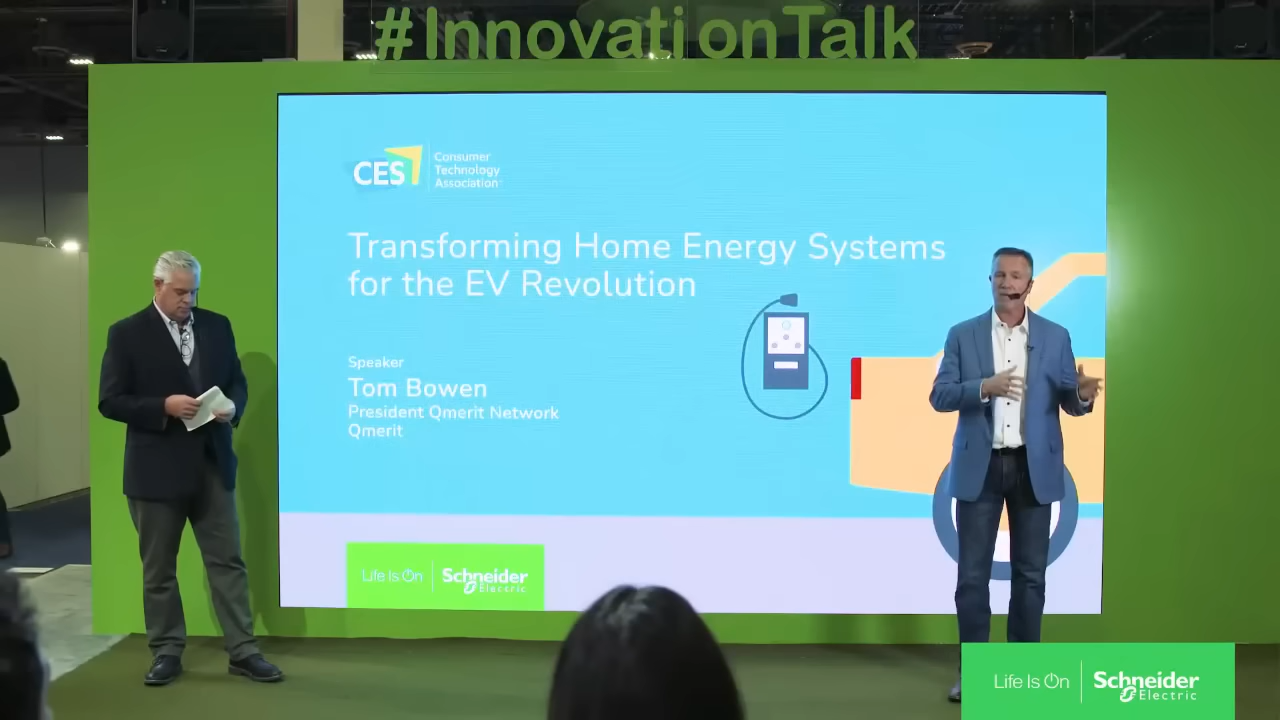 #InnovationTalk
CES
Consumer
Technology
Association
Transforming Home Energy Systems
for the EV Revolution
Speaker
Tom Bowen
President Qmerit Network
Qmerit
Life Is On
Schneider
Electric
Life Is On
Schneider
Electric